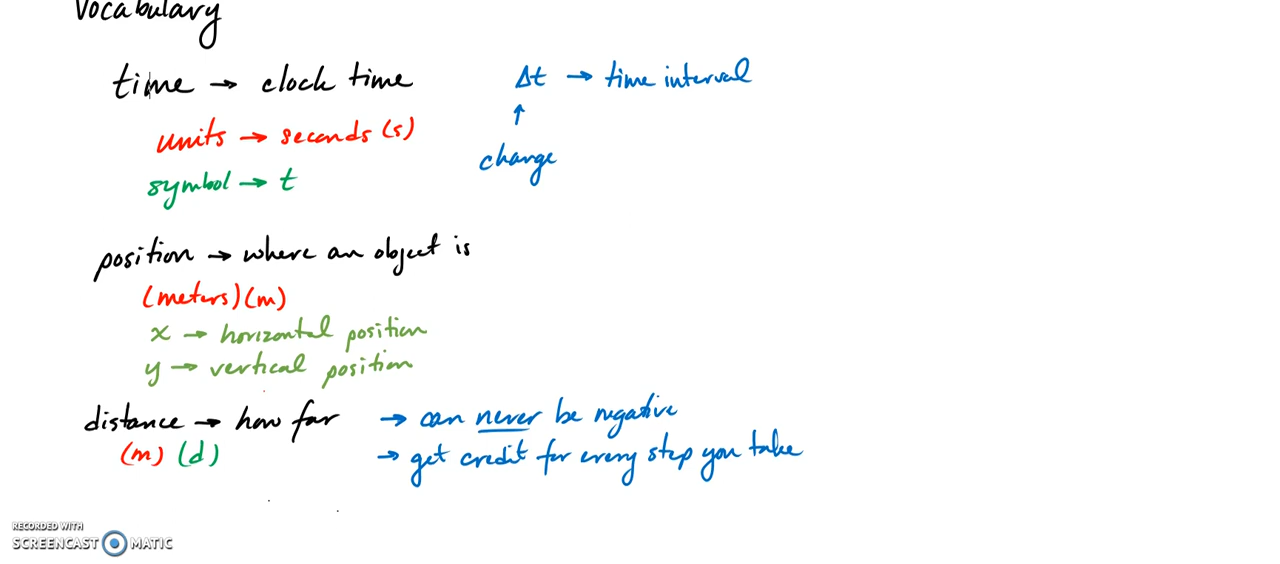 Vocabulary
time → clock time Δt → time interval
↑
units → seconds (s) change
symbol → t
position → where an object is
(meters) (m)
x → horizontal position
y → vertical position
distance → how far → can never be negative
(m) (d) → get credit for every step you take
RECORDED WITH
SCREENCAST MATIC